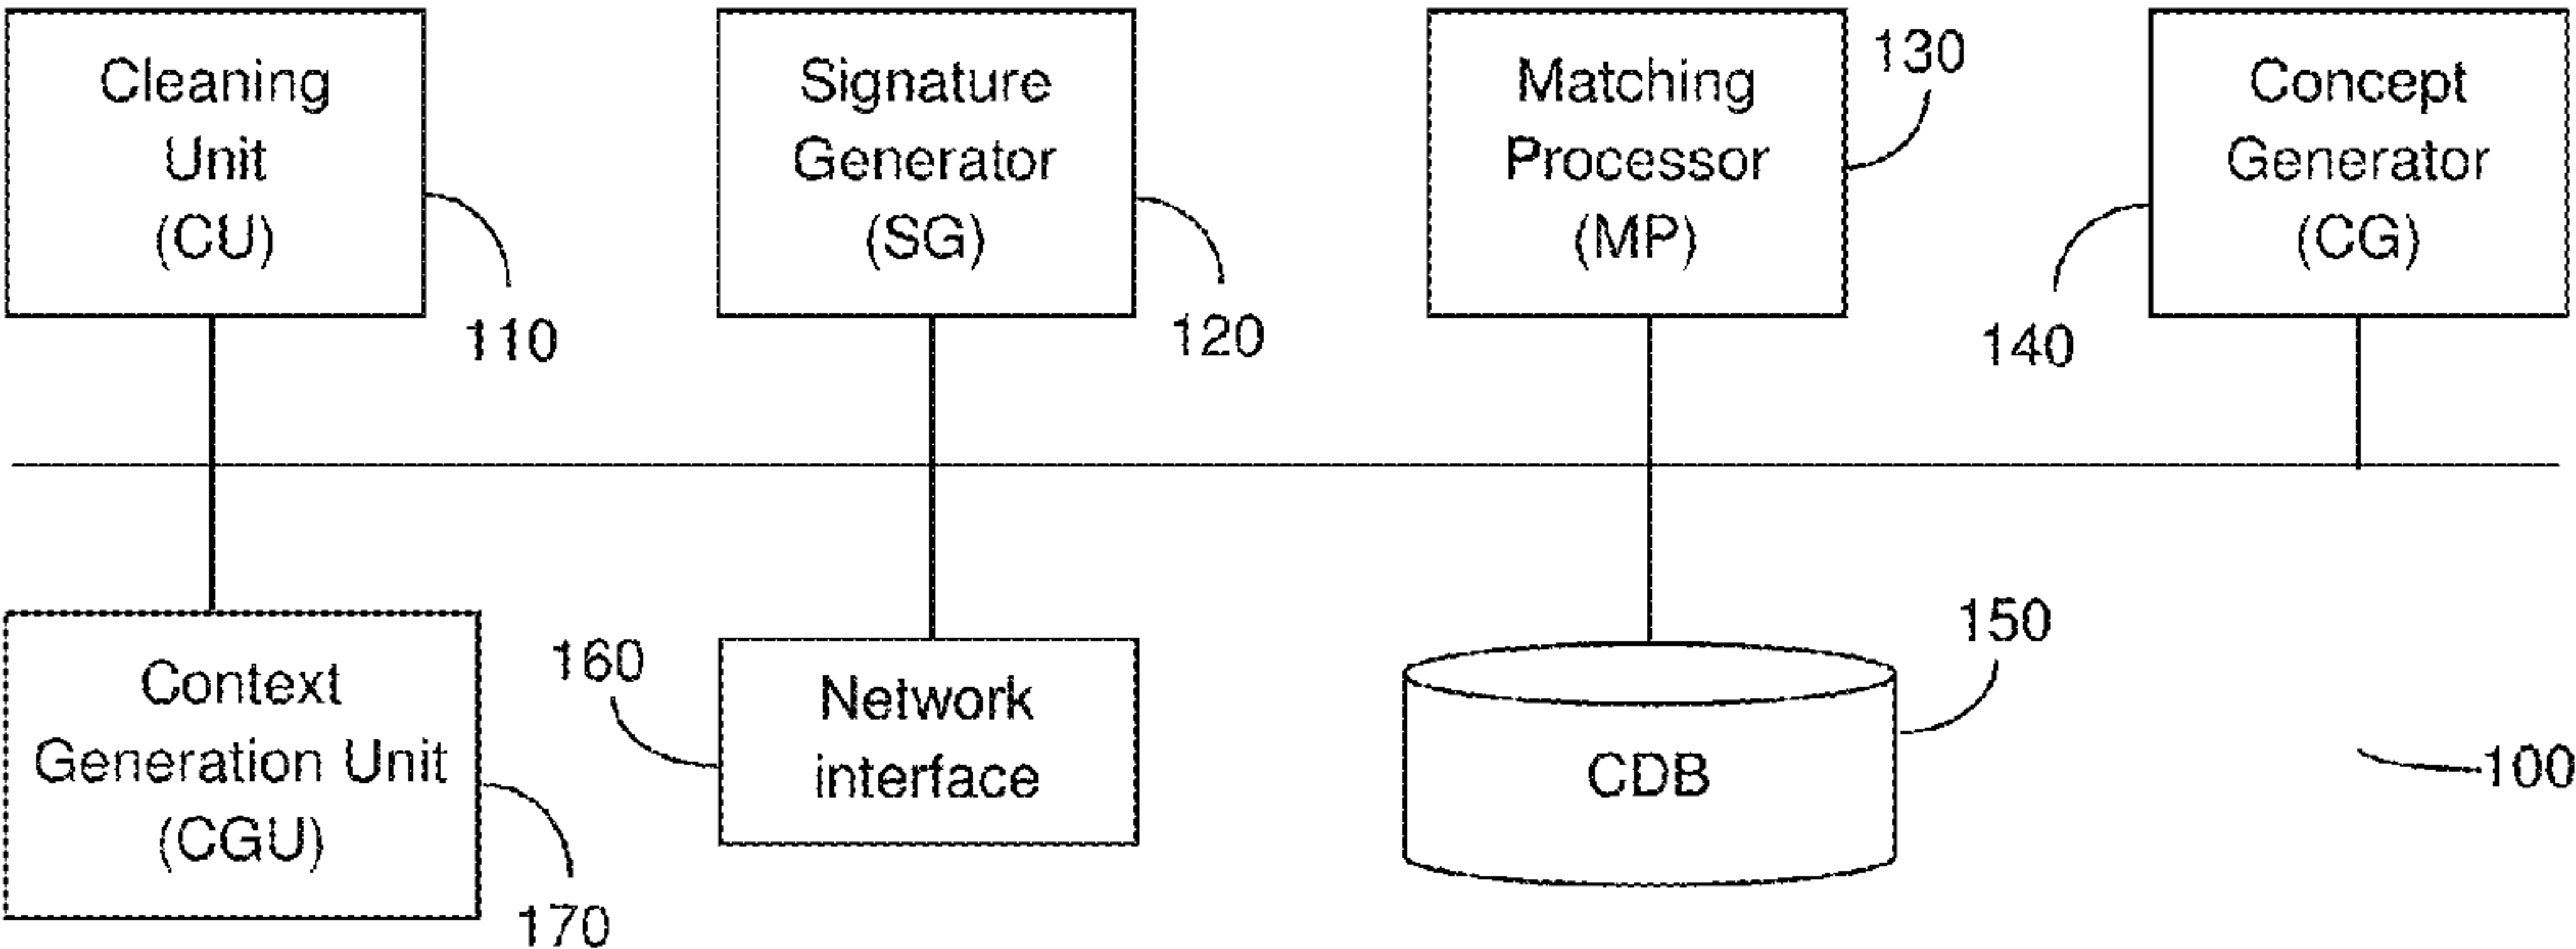 Cleaning
Unit
(CU)
110
Signature
Generator
(SG)
120
Matching
Processor
(MP)
130
Concept
Generator
(CG)
140
Context
Generation Unit
(CGU)
170
160
Network
interface
150
CDB
100